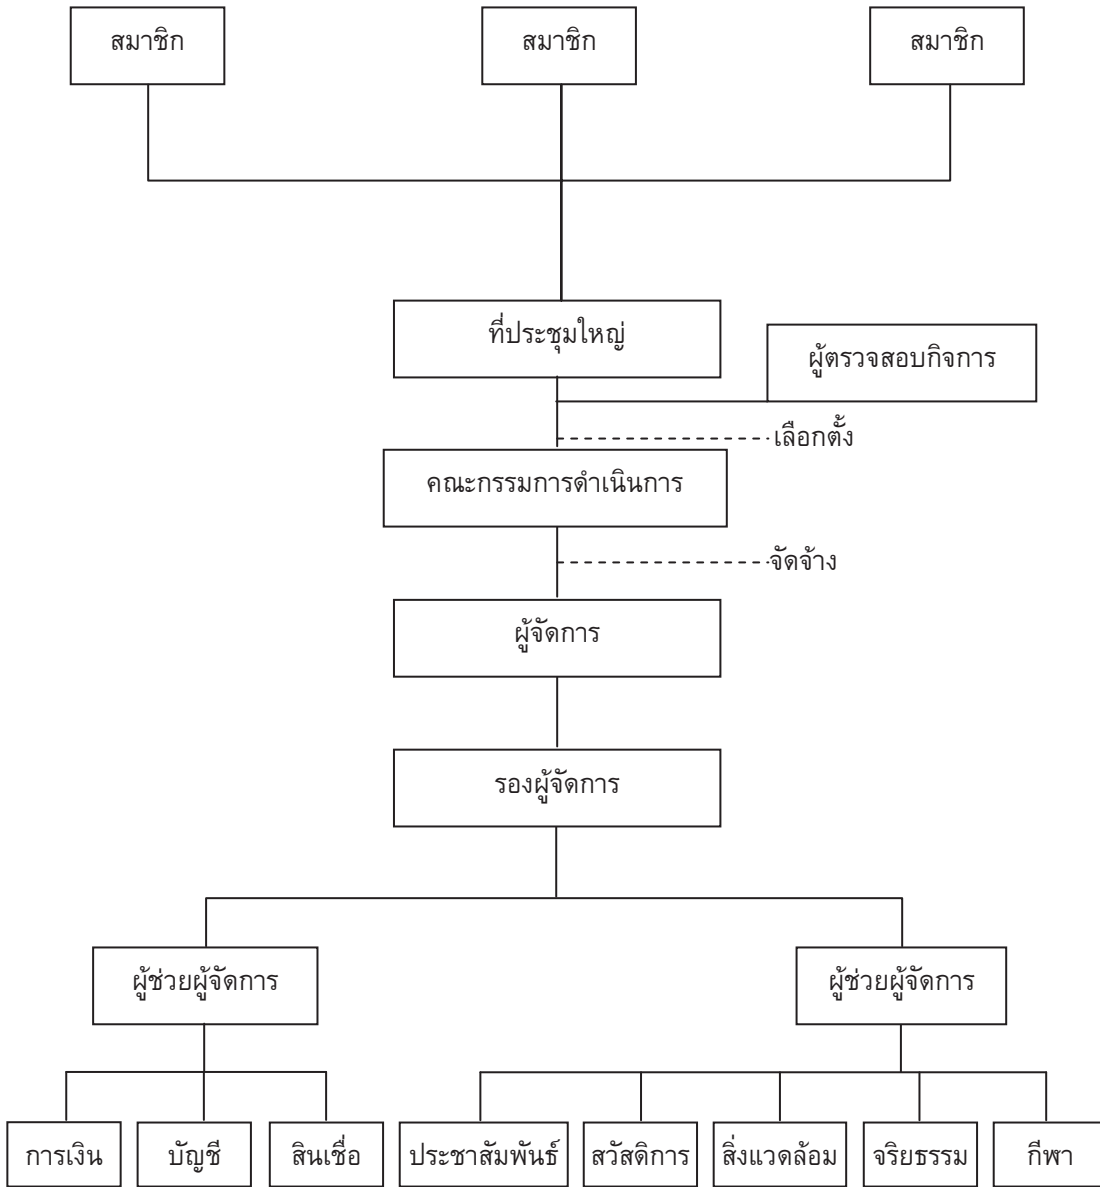 สมาชิก
สมาชิก
สมาชิก
ที่ประชุมใหญ่
ผู้ตรวจสอบกิจการ
เลือกตั้ง
คณะกรรมการดำเนินการ
จัดจ้าง
ผู้จัดการ
รองผู้จัดการ
ผู้ช่วยผู้จัดการ
ผู้ช่วยผู้จัดการ
การเงิน
บัญชี
สินเชื่อ
ประชาสัมพันธ์
สวัสดิการ
สิ่งแวดล้อม
จริยธรรม
กีฬา